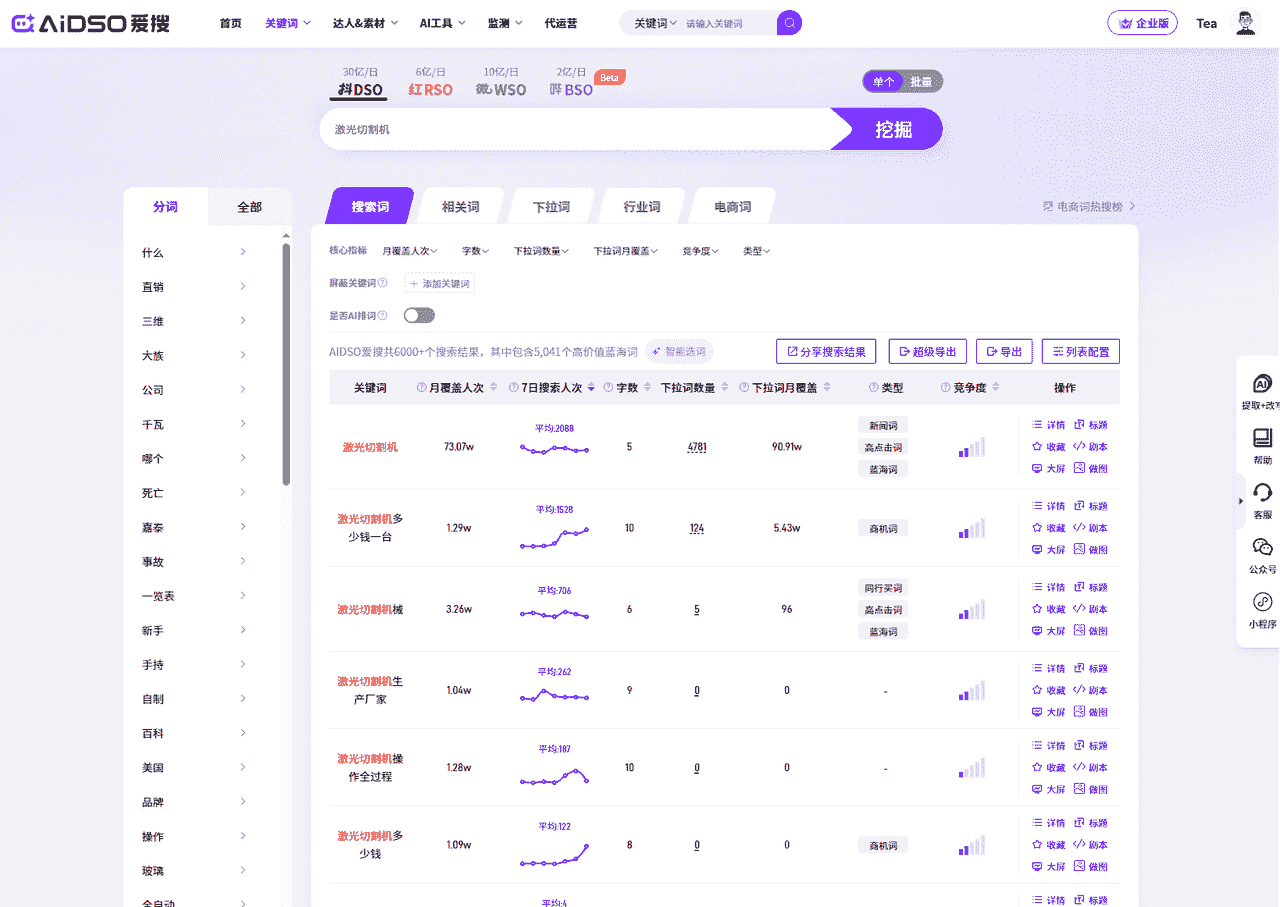 AiDSO爱搜 首页 关键词 达人&素材 AI工具 监测 代运营 关键词 请输入关键词 企业版 Tea
30亿/日 6亿/日 10亿/日 2亿/日 Beta
抖DSO 红RSO 微WSO 哔BSO 单个 批量
激光切割机 挖掘
分词 全部
搜索词 相关词 下拉词 行业词 电商词 电商词热搜榜
什么
直销
三维
大族
公司
千瓦
哪个
死亡
嘉泰
事故
一览表
新手
手持
自制
百科
美国
品牌
操作
玻璃
全自动
核心指标 月覆盖人次 字数 下拉词数量 下拉词月覆盖 竞争度 类型
屏蔽关键词 + 添加关键词
是否AI排词
AIDSO爱搜共6000+个搜索结果，其中包含5,041个高价值蓝海词 智能选词 分享搜索结果 超级导出 导出 列表配置
关键词 月覆盖人次 7日搜索人次 字数 下拉词数量 下拉词月覆盖 类型 竞争度 操作
激光切割机 73.07w 平均:2088 5 4781 90.91w 新闻词 高点击词 蓝海词
详情 标题
收藏 剧本
大屏 做图
激光切割机多少钱一台 1.29w 平均:1528 10 124 5.43w 商机词
详情 标题
收藏 剧本
大屏 做图
激光切割机械 3.26w 平均:706 6 5 96 同行买词 高点击词 蓝海词
详情 标题
收藏 剧本
大屏 做图
激光切割机生产厂家 1.04w 平均:262 9 0 0 -
详情 标题
收藏 剧本
大屏 做图
激光切割机操作全过程 1.28w 平均:187 10 0 0 -
详情 标题
收藏 剧本
大屏 做图
激光切割机多少钱 1.09w 平均:122 8 0 0 商机词
详情 标题
收藏 剧本
大屏 做图
平均:4
详情 标题
AI
提取+改写
帮助
客服
公众号
小程序